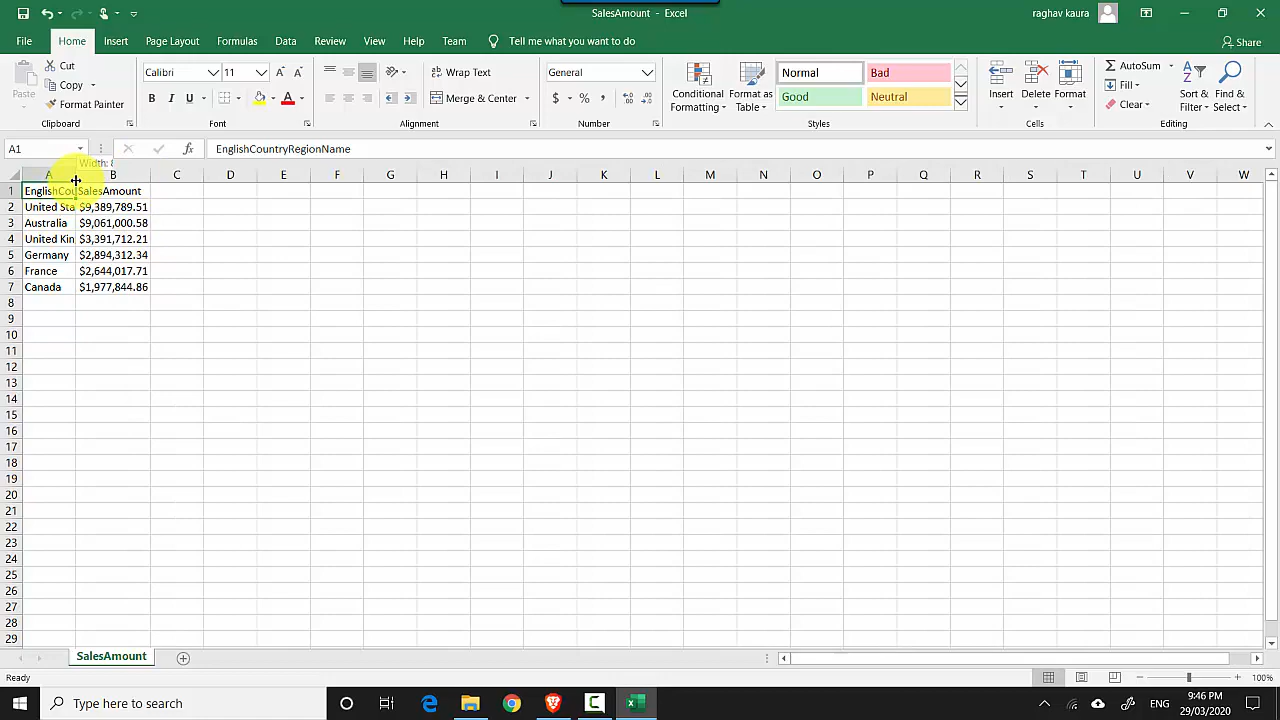 SalesAmount - Excel
raghav kaura
File Home Insert Page Layout Formulas Data Review View Help Team Tell me what you want to do
Share
Paste
Cut
Copy
Format Painter
Clipboard
Calibri 11
B I U
Font
Wrap Text
Merge & Center
Alignment
General
$ % ,
Number
Conditional Formatting
Format as Table
Normal Bad
Good Neutral
Styles
Insert Delete Format
Cells
AutoSum
Fill
Clear
Sort & Filter
Find & Select
Editing
A1 fx EnglishCountryRegionName
Width: 8
A B C D E F G H I J K L M N O P Q R S T U V W
1 EnglishCou SalesAmount
2 United Sta $9,389,789.51
3 Australia $9,061,000.58
4 United Kin $3,391,712.21
5 Germany $2,894,312.34
6 France $2,644,017.71
7 Canada $1,977,844.86
8
9
10
11
12
13
14
15
16
17
18
19
20
21
22
23
24
25
26
27
28
29
SalesAmount
Ready 100%
Type here to search
ENG
9:46 PM
29/03/2020